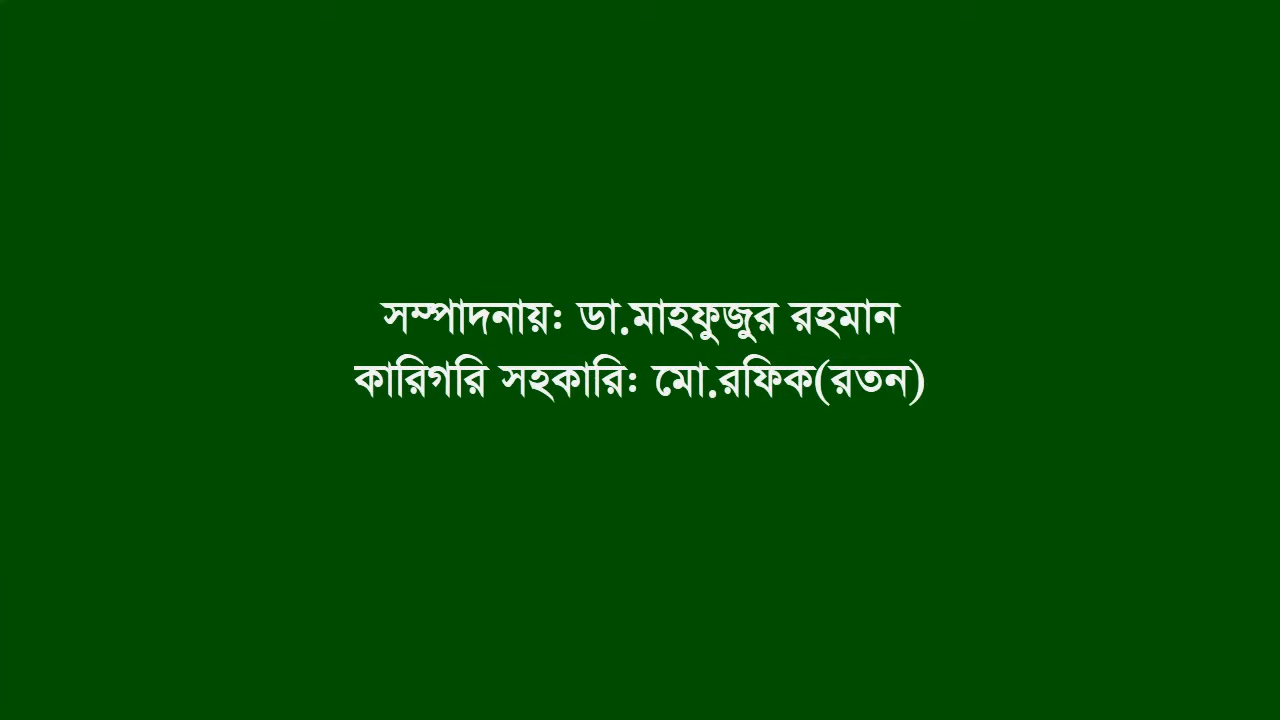 সম্পাদনায়ঃ ডা.মাহফুজুর রহমান
কারিগরি সহকারিঃ মো.রফিক(রতন)